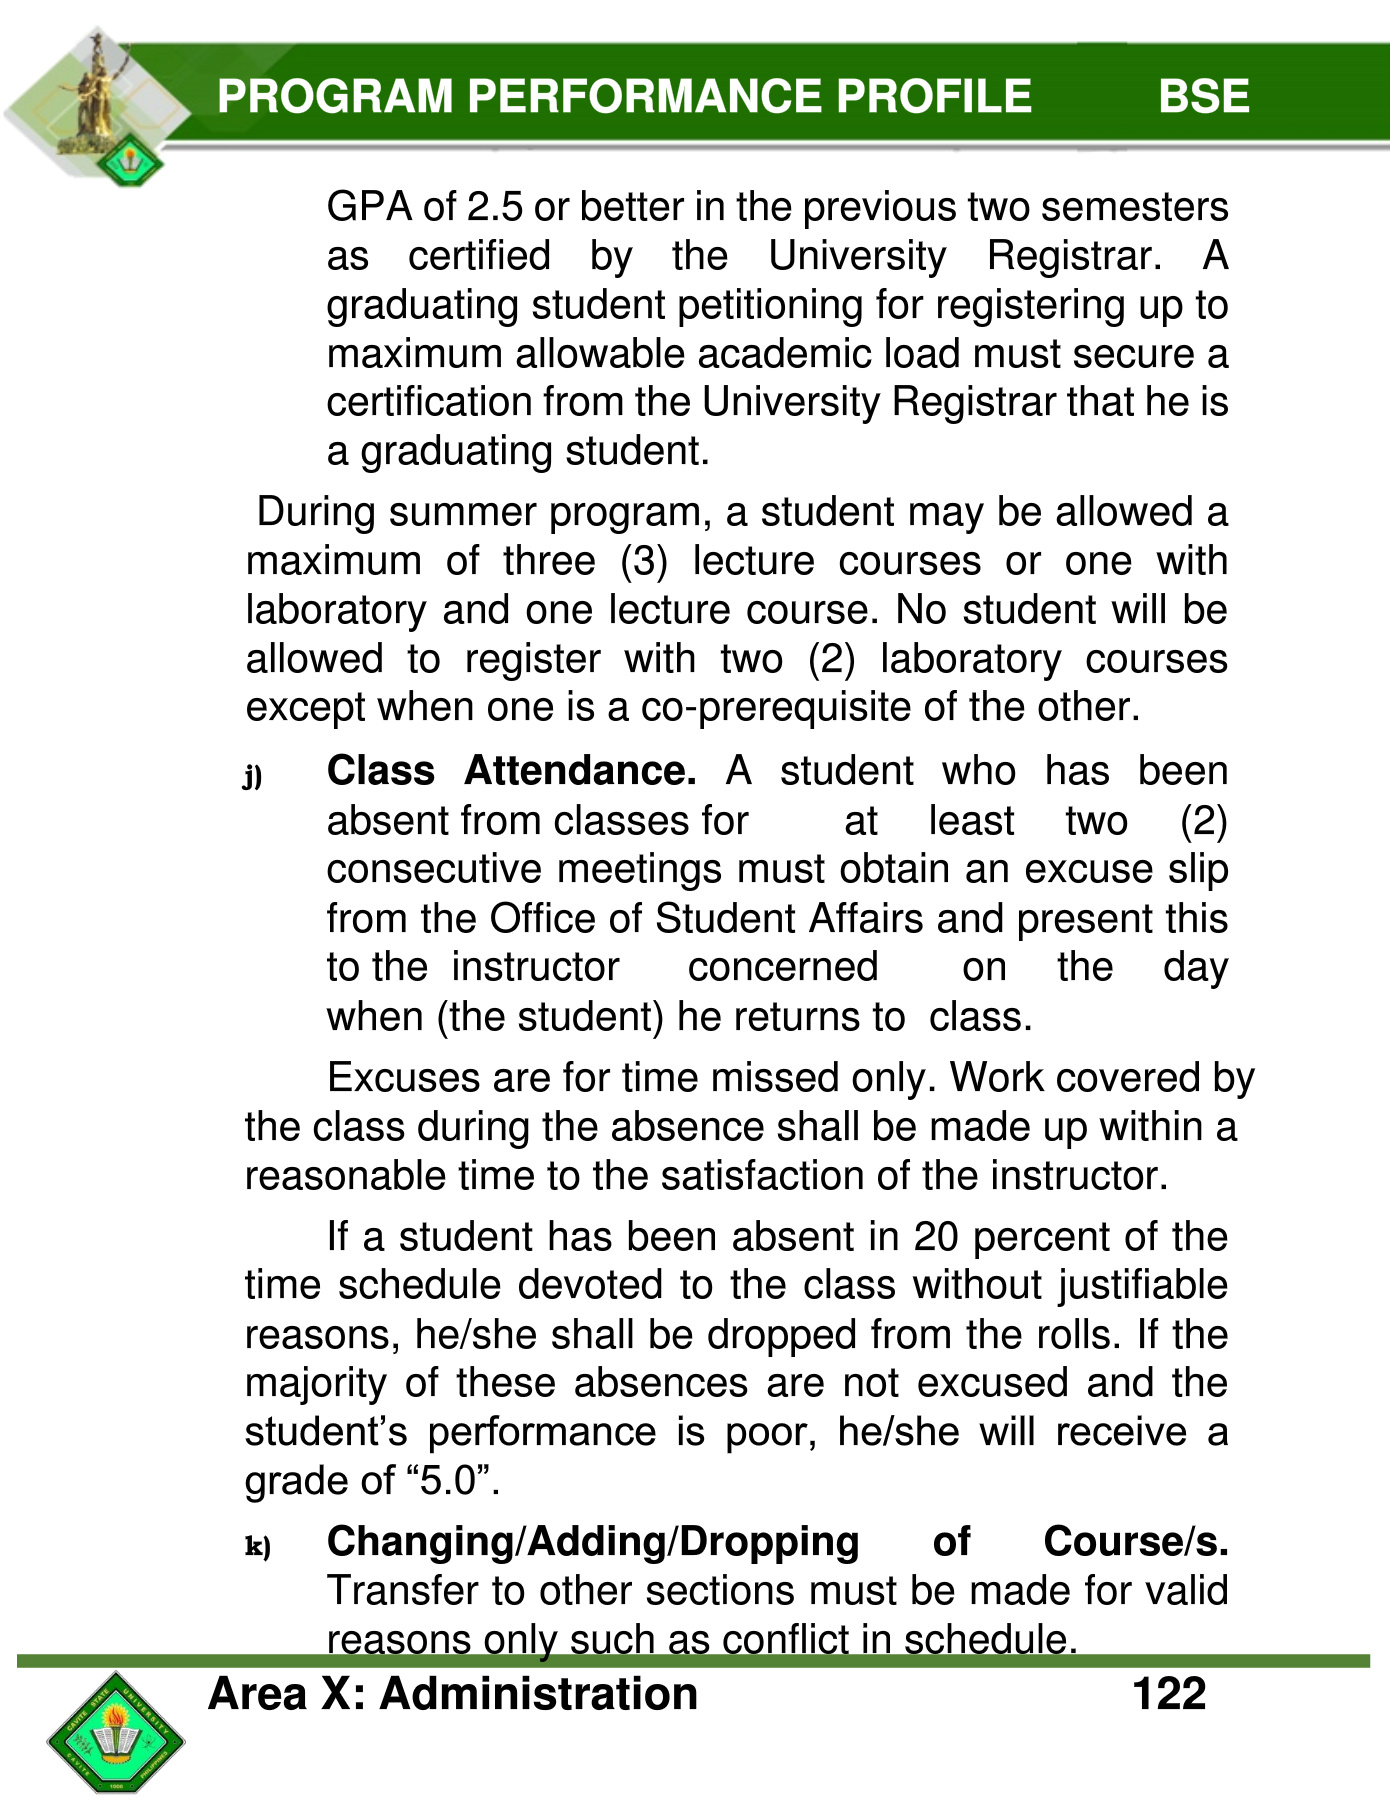 PROGRAM PERFORMANCE PROFILE BSE
GPA of 2.5 or better in the previous two semesters
as certified by the University Registrar. A
graduating student petitioning for registering up to
maximum allowable academic load must secure a
certification from the University Registrar that he is
a graduating student.
During summer program, a student may be allowed a
maximum of three (3) lecture courses or one with
laboratory and one lecture course. No student will be
allowed to register with two (2) laboratory courses
except when one is a co-prerequisite of the other.
j) Class Attendance. A student who has been
absent from classes for at least two (2)
consecutive meetings must obtain an excuse slip
from the Office of Student Affairs and present this
to the instructor concerned on the day
when (the student) he returns to class.
Excuses are for time missed only. Work covered by
the class during the absence shall be made up within a
reasonable time to the satisfaction of the instructor.
If a student has been absent in 20 percent of the
time schedule devoted to the class without justifiable
reasons, he/she shall be dropped from the rolls. If the
majority of these absences are not excused and the
student’s performance is poor, he/she will receive a
grade of “5.0”.
k) Changing/Adding/Dropping of Course/s.
Transfer to other sections must be made for valid
reasons only such as conflict in schedule.
Area X: Administration 122
CAVITE STATE UNIVERSITY
CAVITE 1906 PHILIPPINES